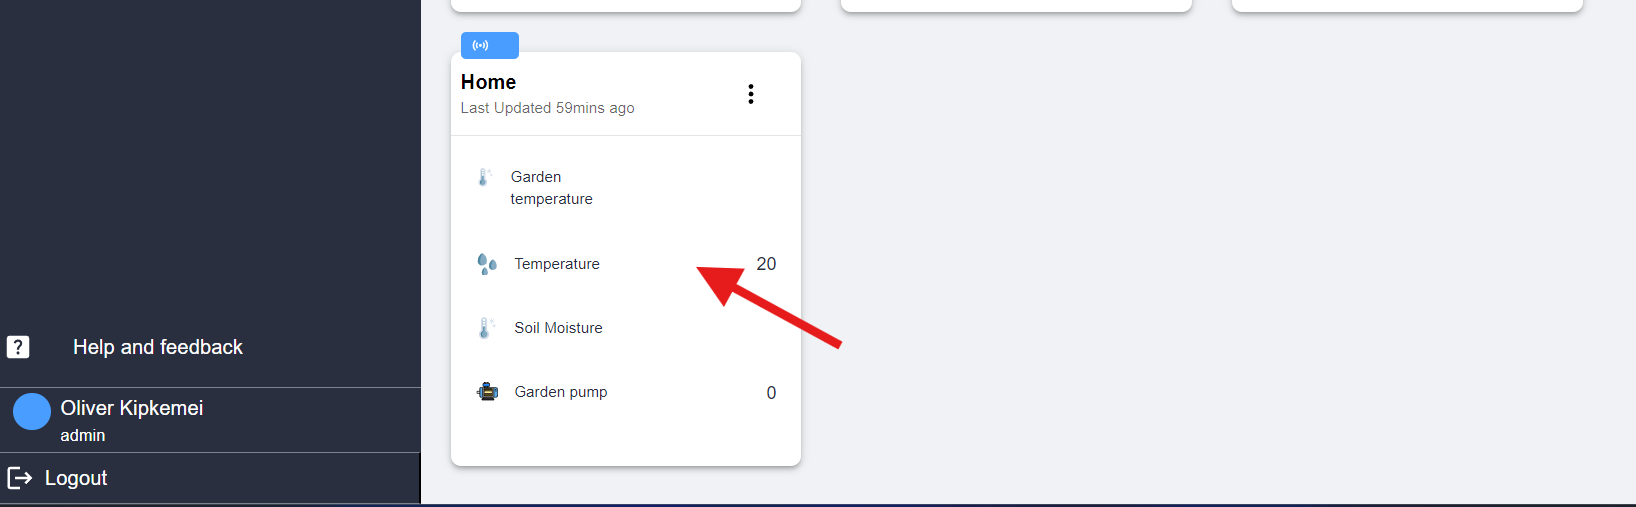 Home
Last Updated 59mins ago
Garden
temperature
Temperature 20
Soil Moisture
Garden pump 0
Help and feedback
Oliver Kipkemei
admin
Logout